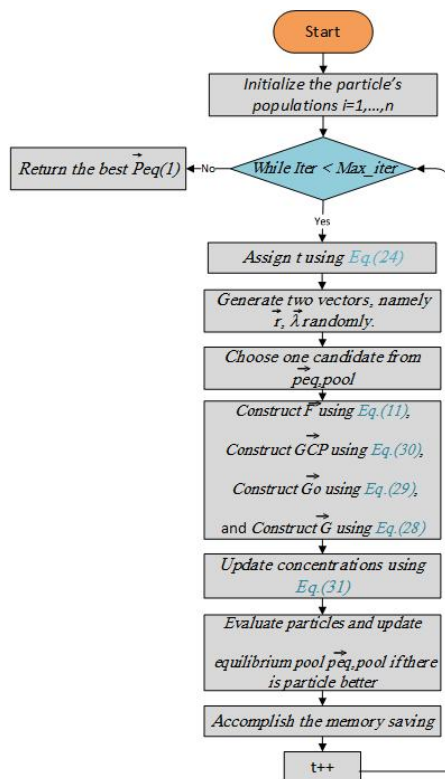 Start
Initialize the particle's
populations i=1,...,n
While Iter < Max_iter
No
Return the best P⃗eq(1)
Yes
Assign t using Eq.(24)
Generate two vectors, namely
r⃗, λ⃗ randomly.
Choose one candidate from
p⃗eq,pool
Construct F⃗ using Eq.(11),
Construct GCP⃗ using Eq.(30),
Construct Go⃗ using Eq.(29),
and Construct G⃗ using Eq.(28)
Update concentrations using
Eq.(31)
Evaluate particles and update
equilibrium pool p⃗eq,pool if there
is particle better
Accomplish the memory saving
t++